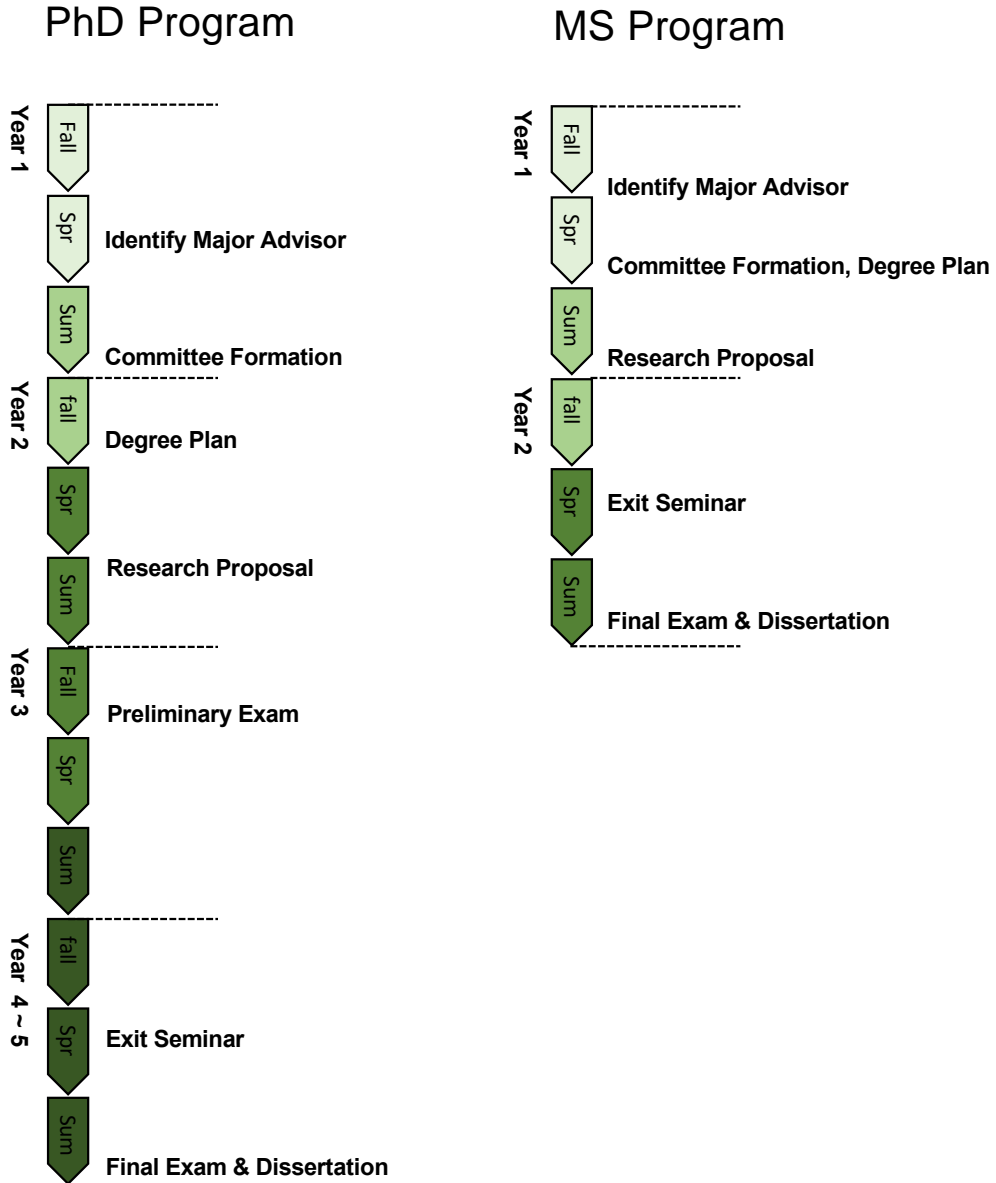 PhD Program
Year 1
Fall
Spr
Identify Major Advisor
Sum
Committee Formation
Year 2
fall
Degree Plan
Spr
Research Proposal
Sum
Year 3
Fall
Preliminary Exam
Spr
Sum
Year 4 ~ 5
fall
Spr
Exit Seminar
Sum
Final Exam & Dissertation
MS Program
Year 1
Fall
Identify Major Advisor
Spr
Committee Formation, Degree Plan
Sum
Research Proposal
Year 2
fall
Spr
Exit Seminar
Sum
Final Exam & Dissertation